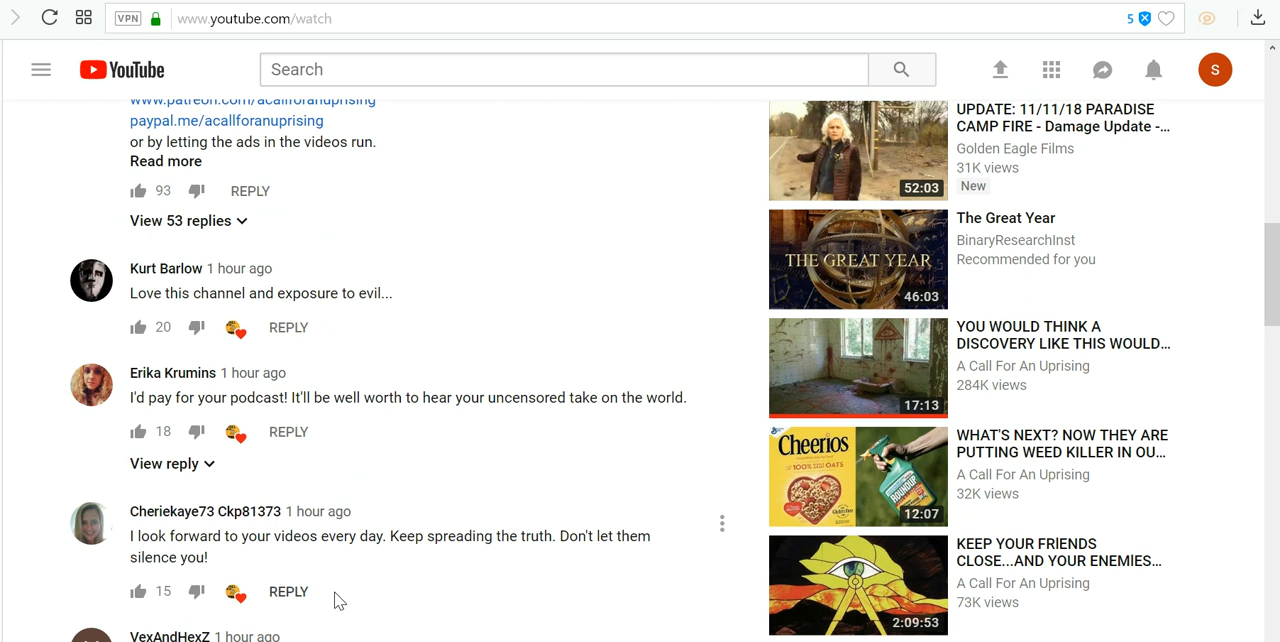 VPN
www.youtube.com/watch
5
YouTube
Search
S
www.patreon.com/acallforanuprising
paypal.me/acallforanuprising
or by letting the ads in the videos run.
Read more
93
REPLY
View 53 replies
Kurt Barlow 1 hour ago
Love this channel and exposure to evil...
20
REPLY
Erika Krumins 1 hour ago
I'd pay for your podcast! It'll be well worth to hear your uncensored take on the world.
18
REPLY
View reply
Cheriekaye73 Ckp81373 1 hour ago
I look forward to your videos every day. Keep spreading the truth. Don't let them
silence you!
15
REPLY
VexAndHexZ 1 hour ago
52:03
UPDATE: 11/11/18 PARADISE
CAMP FIRE - Damage Update -...
Golden Eagle Films
31K views
New
THE GREAT YEAR
46:03
The Great Year
BinaryResearchInst
Recommended for you
17:13
YOU WOULD THINK A
DISCOVERY LIKE THIS WOULD...
A Call For An Uprising
284K views
Cheerios
ROUNDUP
12:07
WHAT'S NEXT? NOW THEY ARE
PUTTING WEED KILLER IN OU...
A Call For An Uprising
32K views
2:09:53
KEEP YOUR FRIENDS
CLOSE...AND YOUR ENEMIES...
A Call For An Uprising
73K views